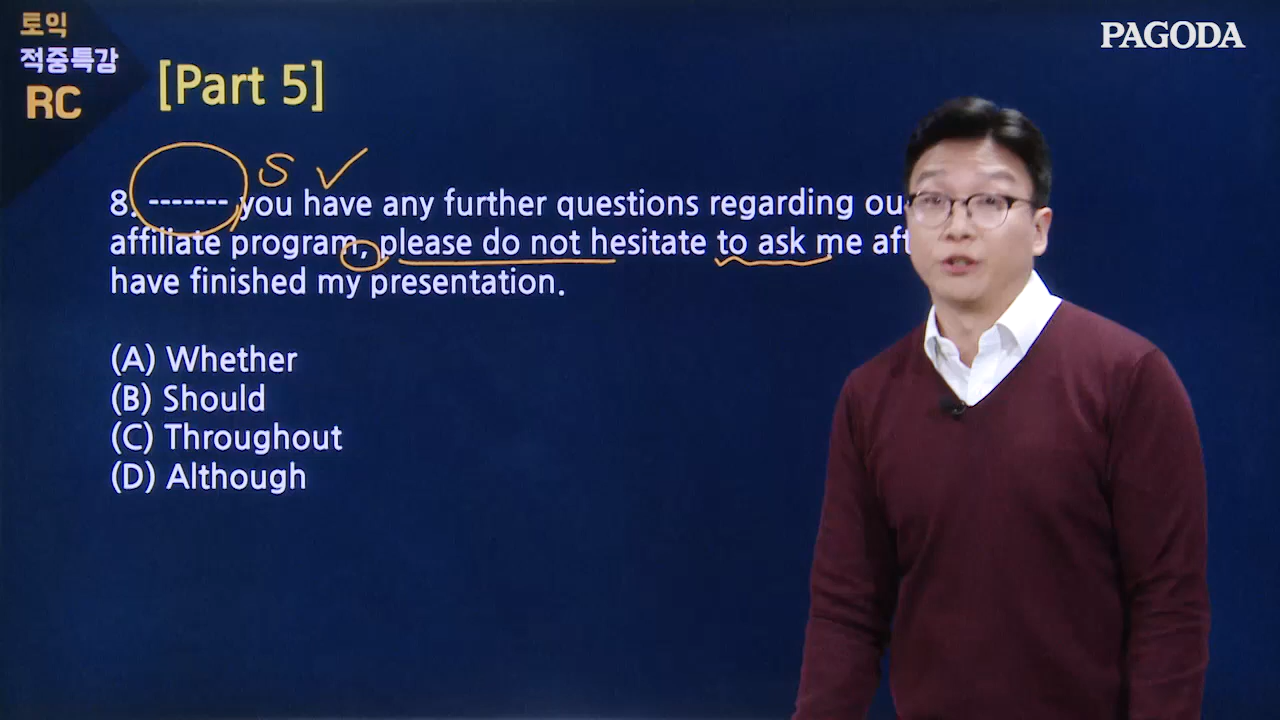 토익
적중특강
RC
PAGODA
[Part 5]
S V
8. ------- you have any further questions regarding ou
affiliate program, please do not hesitate to ask me aft
have finished my presentation.
(A) Whether
(B) Should
(C) Throughout
(D) Although